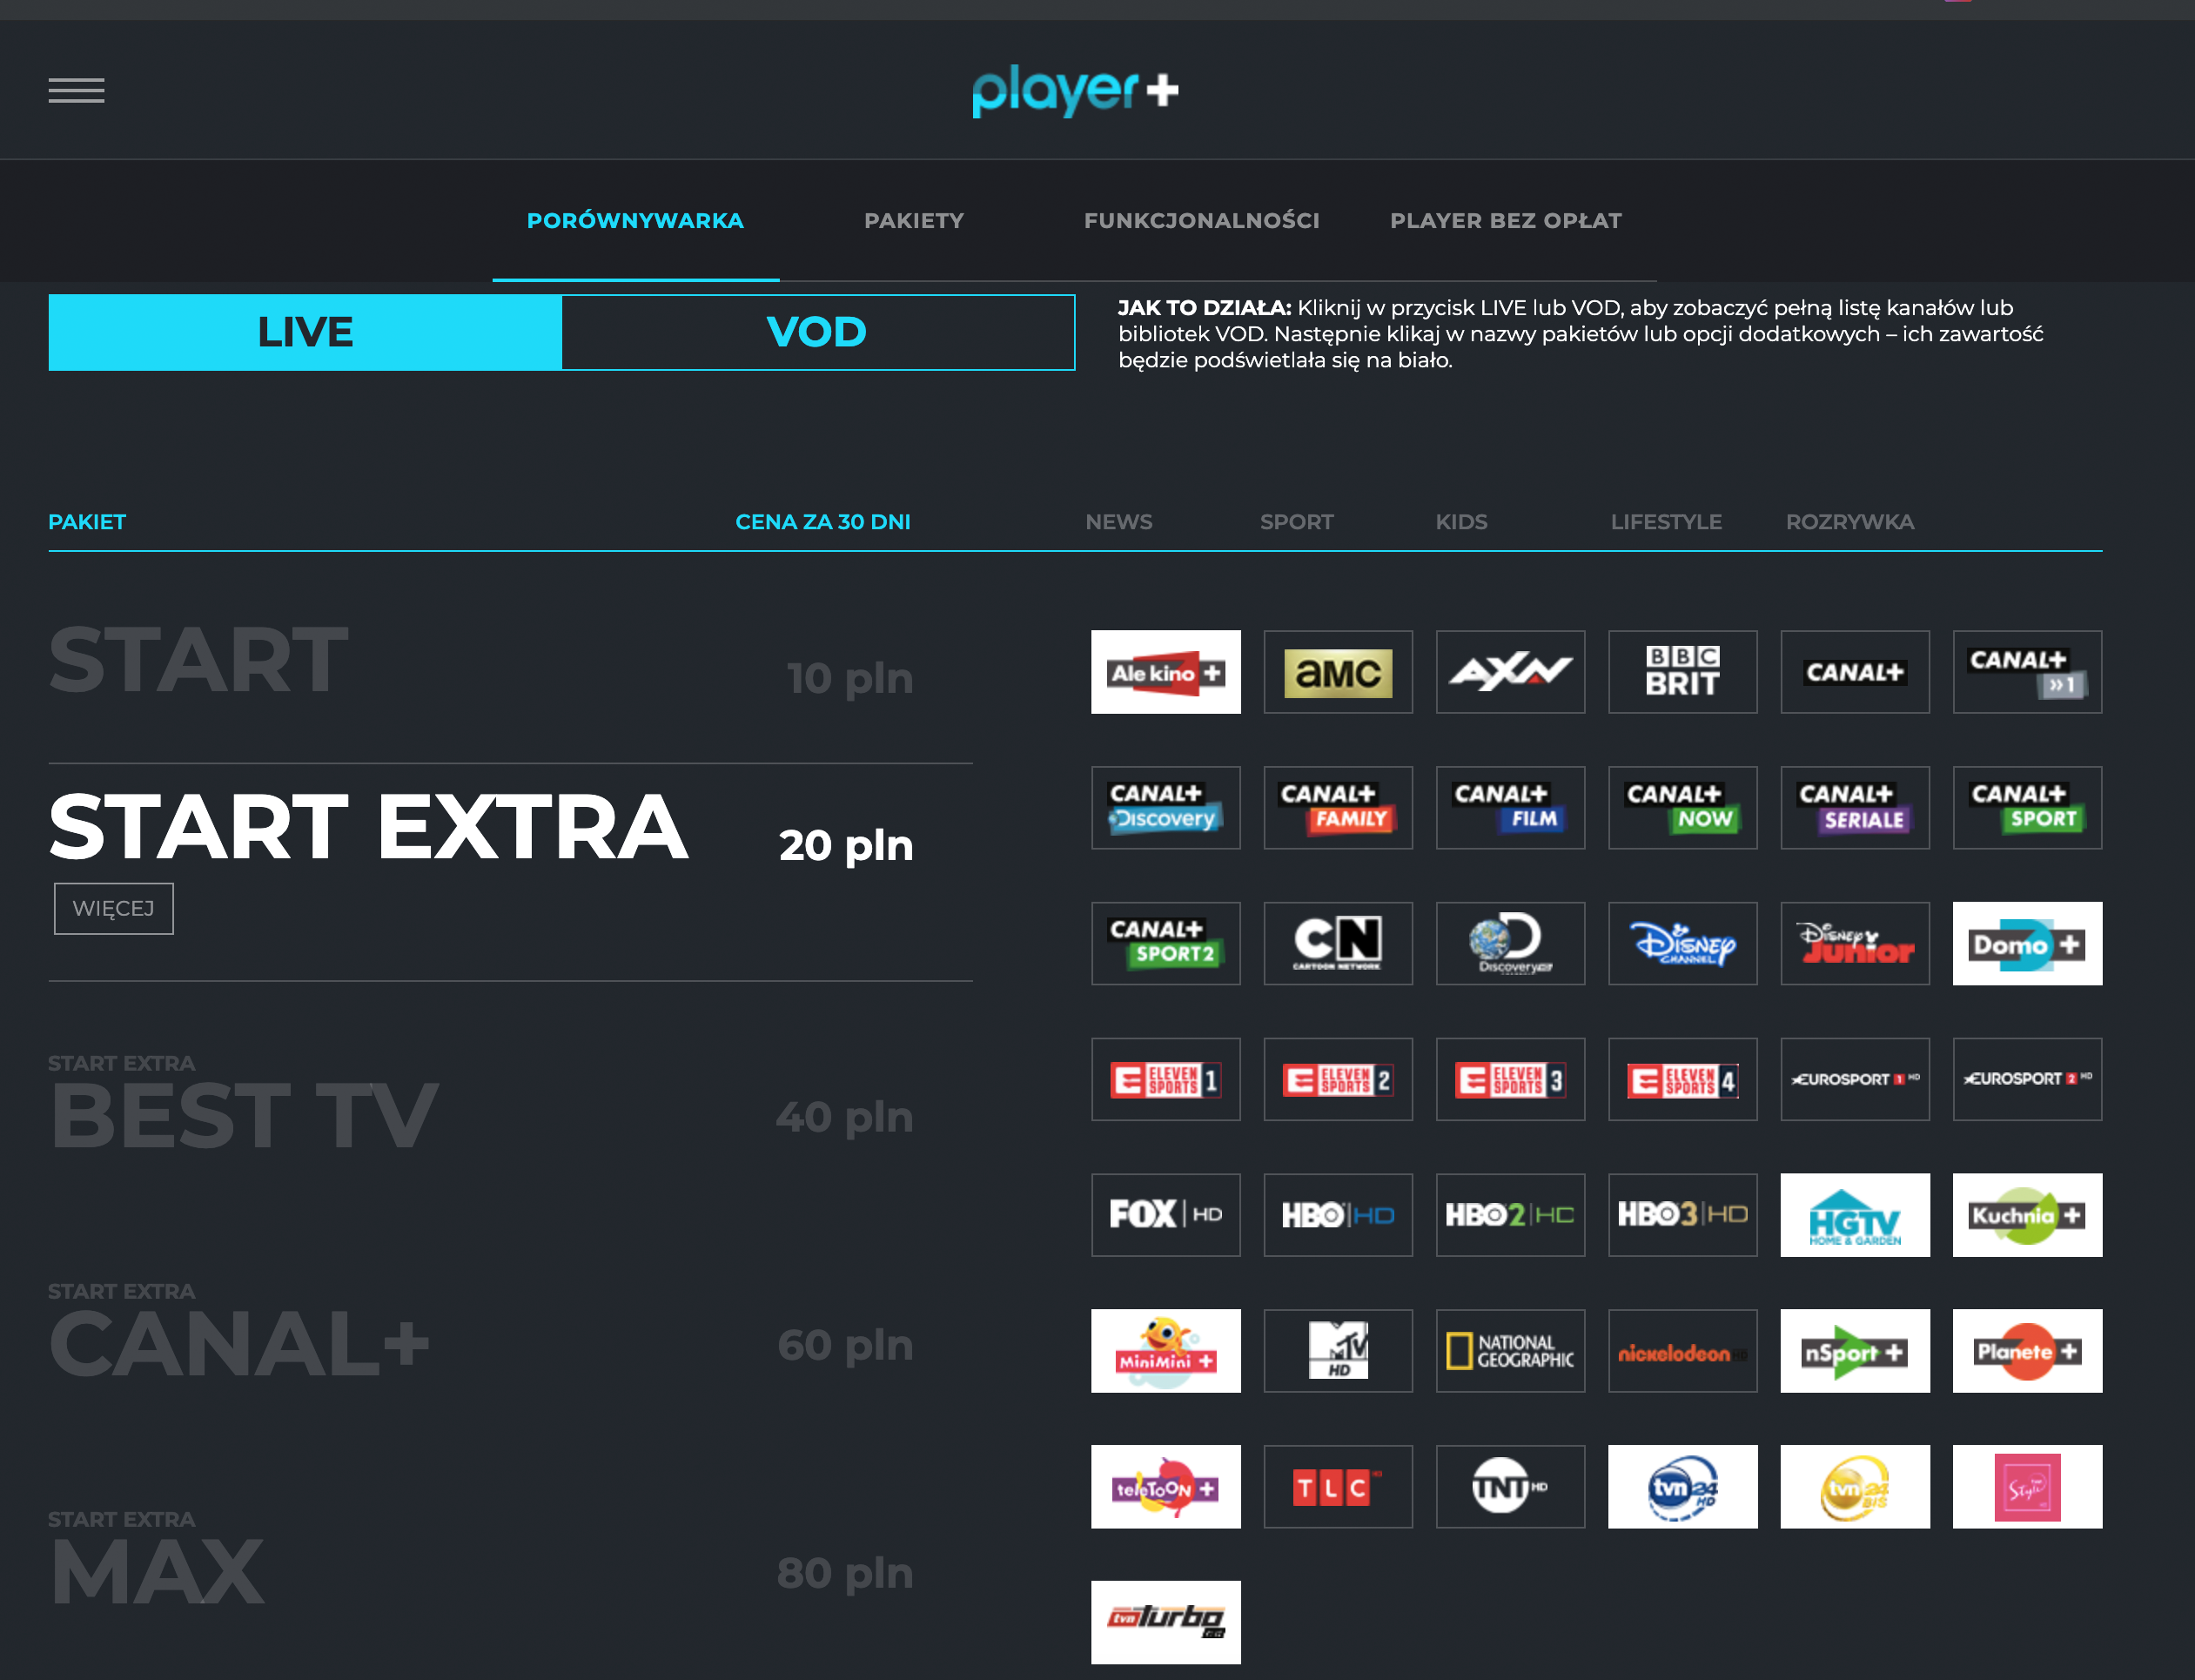 player+
PORÓWNYWARKA PAKIETY FUNKCJONALNOŚCI PLAYER BEZ OPŁAT
LIVE VOD
JAK TO DZIAŁA: Kliknij w przycisk LIVE lub VOD, aby zobaczyć pełną listę kanałów lub
bibliotek VOD. Następnie klikaj w nazwy pakietów lub opcji dodatkowych – ich zawartość
będzie podświetlała się na biało.
PAKIET CENA ZA 30 DNI NEWS SPORT KIDS LIFESTYLE ROZRYWKA
START 10 pln
START EXTRA 20 pln
WIĘCEJ
START EXTRA
BEST TV 40 pln
START EXTRA
CANAL+ 60 pln
START EXTRA
MAX 80 pln
Ale kino +
aMC
AXN
BBC
BRIT
CANAL+
CANAL+
»1
CANAL+
Discovery
CANAL+
FAMILY
CANAL+
FILM
CANAL+
NOW
CANAL+
SERIALE
CANAL+
SPORT
CANAL+
SPORT2
CN
CARTOON NETWORK
D
Discovery
Disney
CHANNEL
Disney
Junior
Domo +
ELEVEN
SPORTS 1
ELEVEN
SPORTS 2
ELEVEN
SPORTS 3
ELEVEN
SPORTS 4
EUROSPORT 1 HD
EUROSPORT 2 HD
FOX HD
HBO HD
HBO2 HD
HBO3 HD
HGTV
HOME & GARDEN
Kuchnia +
MiniMini +
MTV
HD
NATIONAL
GEOGRAPHIC
nickelodeon HD
nSport +
Planete +
teleTOON +
TLC HD
TNT HD
tvn 24
HD
tvn 24
BIS
Style
tvn turbo